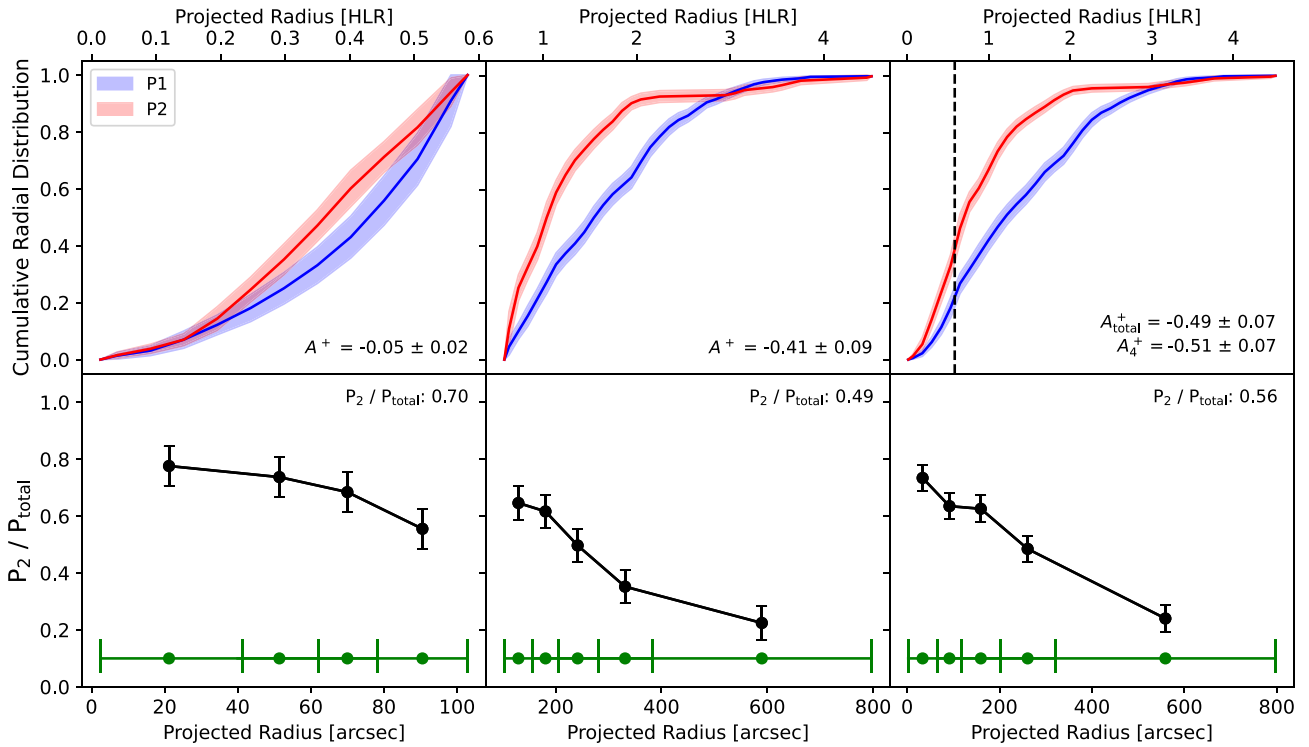 Projected Radius [HLR] Projected Radius [HLR] Projected Radius [HLR]
0.0 0.1 0.2 0.3 0.4 0.5 0.6 1 2 3 4 0 1 2 3 4
Cumulative Radial Distribution
1.0
0.8
0.6
0.4
0.2
0.0
P1
P2
A⁺ = -0.05 ± 0.02
A⁺ = -0.41 ± 0.09
A⁺total = -0.49 ± 0.07
A⁺4 = -0.51 ± 0.07
P₂ / Ptotal
1.0
0.8
0.6
0.4
0.2
0.0
P₂ / Ptotal: 0.70
P₂ / Ptotal: 0.49
P₂ / Ptotal: 0.56
0 20 40 60 80 100 200 400 600 800 0 200 400 600 800
Projected Radius [arcsec] Projected Radius [arcsec] Projected Radius [arcsec]